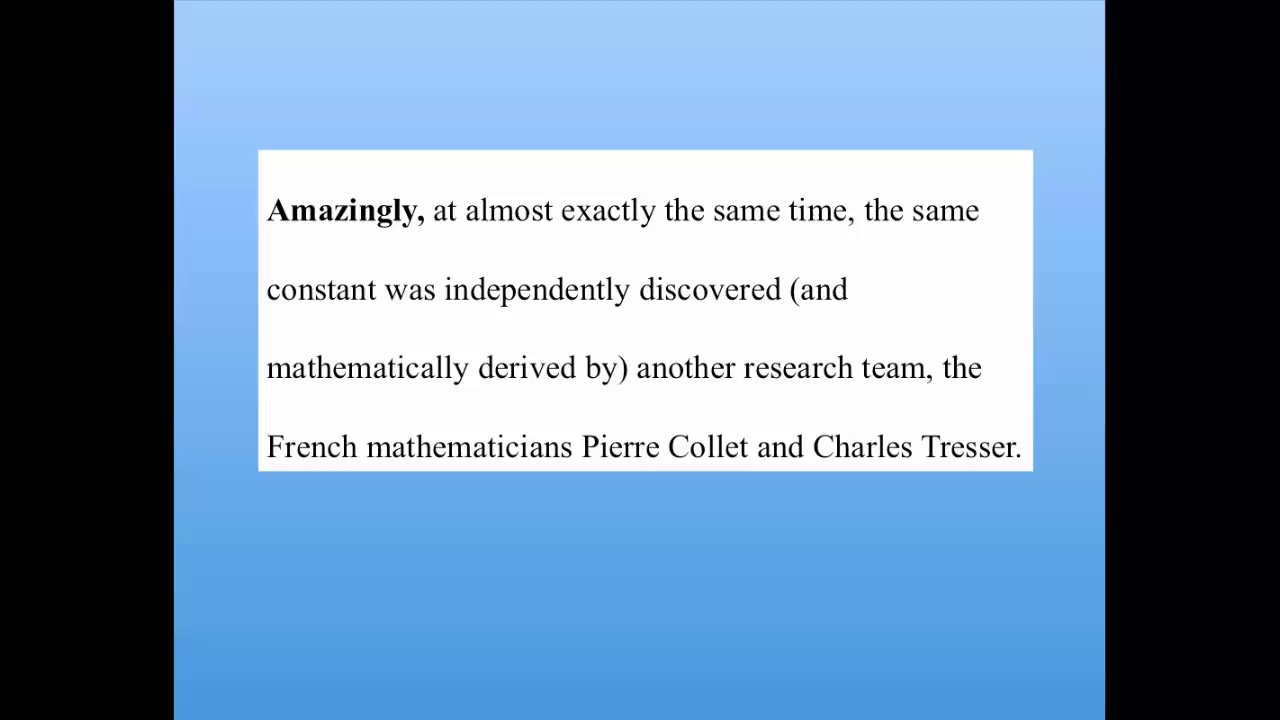 Amazingly, at almost exactly the same time, the same
constant was independently discovered (and
mathematically derived by) another research team, the
French mathematicians Pierre Collet and Charles Tresser.